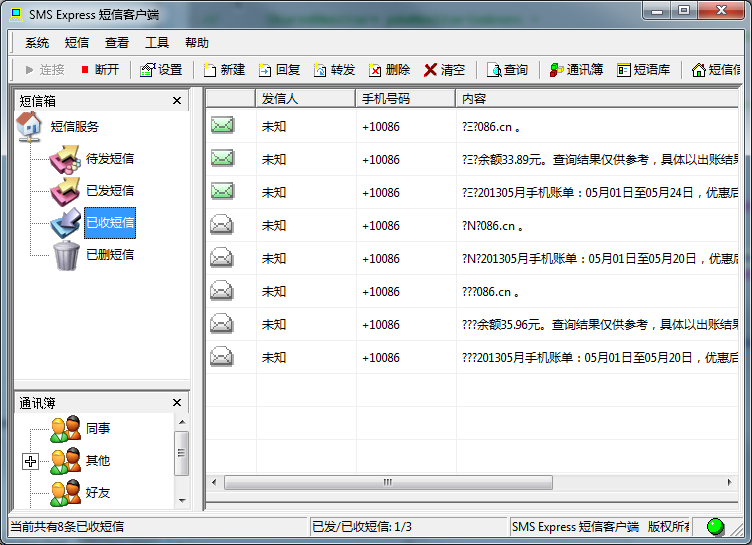 SMS Express 短信客户端
系统 短信 查看 工具 帮助
连接 断开 设置 新建 回复 转发 删除 清空 查询 通讯簿 短语库 短信
短信箱
短信服务
待发短信
已发短信
已收短信
已删短信
通讯簿
同事
其他
好友
发信人 手机号码 内容
未知 +10086 ?Ξ?086.cn 。
未知 +10086 ?Ξ?余额33.89元。查询结果仅供参考，具体以出账结果
未知 +10086 ?Ξ?201305月手机账单：05月01日至05月24日，优惠后
未知 +10086 ?N?086.cn 。
未知 +10086 ?N?201305月手机账单：05月01日至05月20日，优惠后
未知 +10086 ???086.cn 。
未知 +10086 ???余额35.96元。查询结果仅供参考，具体以出账结果
未知 +10086 ???201305月手机账单：05月01日至05月20日，优惠后
当前共有8条已收短信 已发/已收短信: 1/3 SMS Express 短信客户端 版权所有